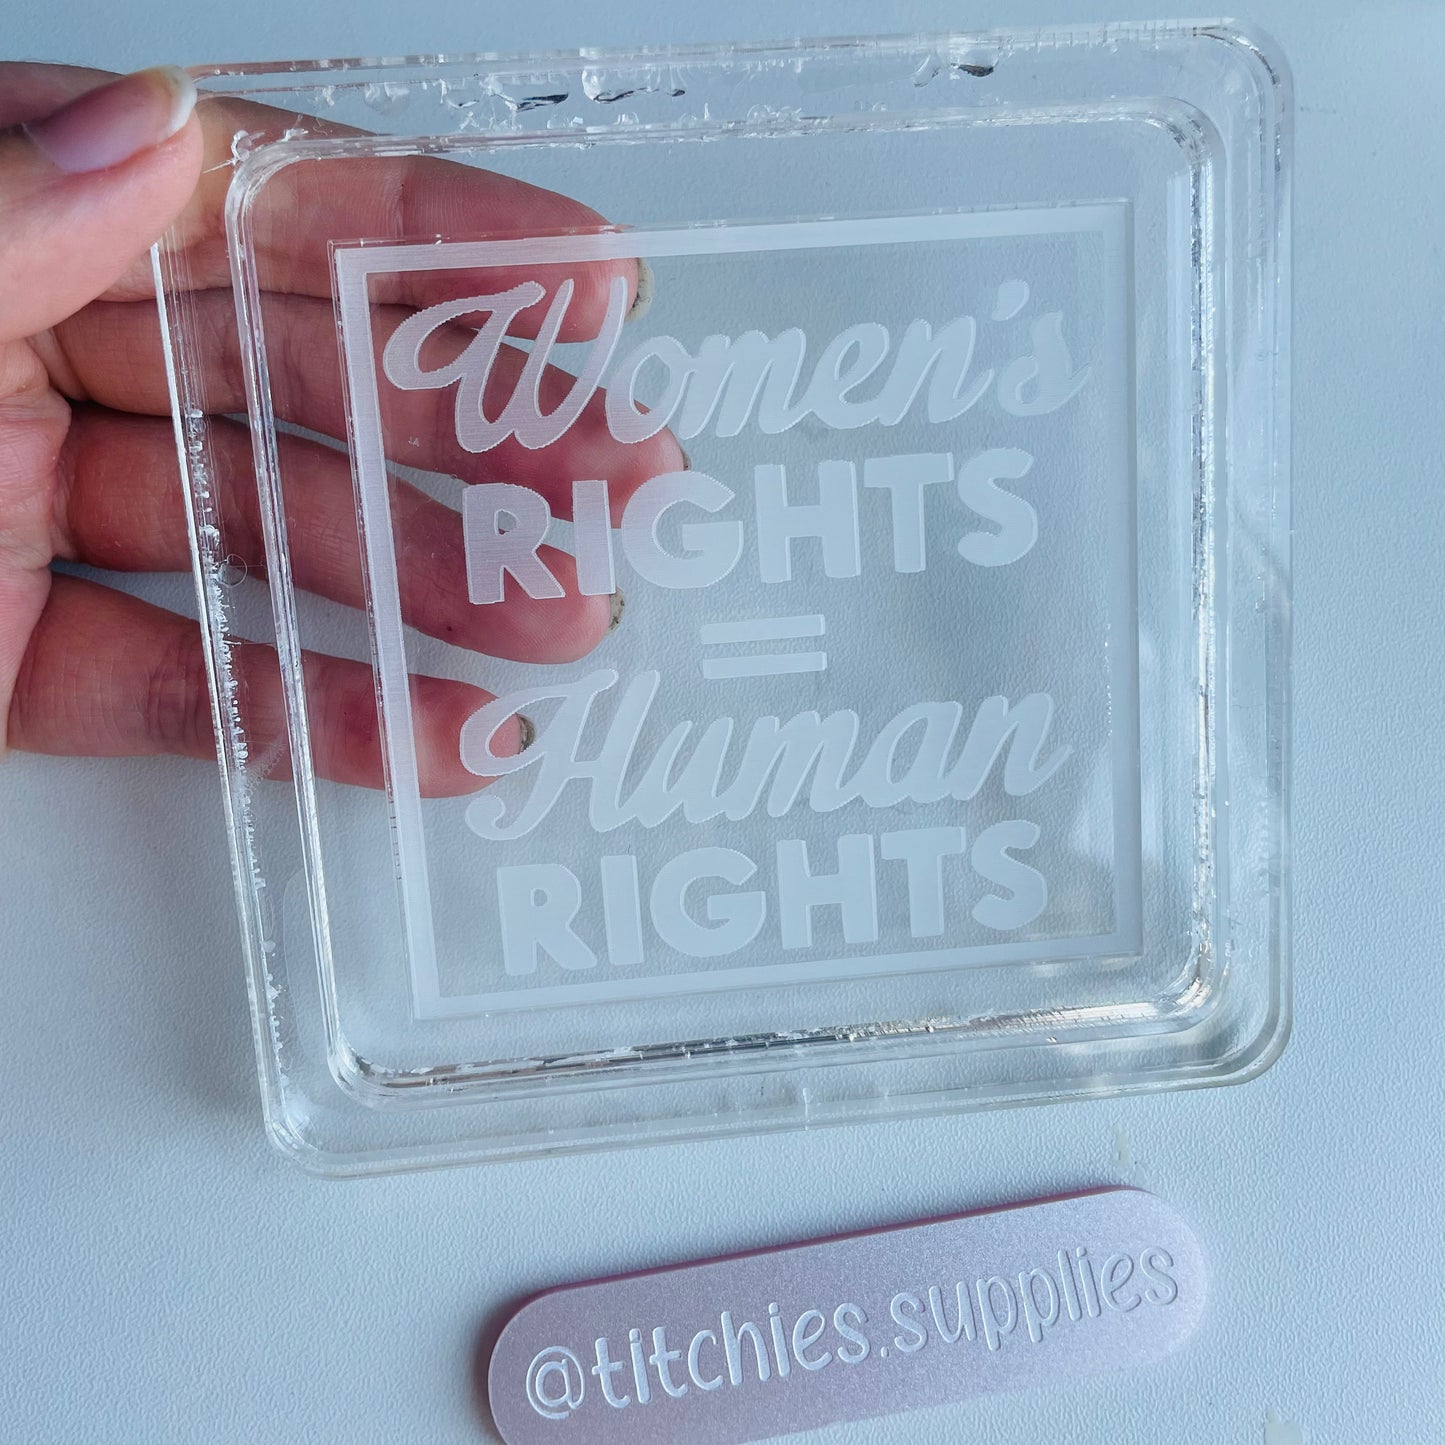 Women's
RIGHTS
=
Human
RIGHTS
@titchies.supplies